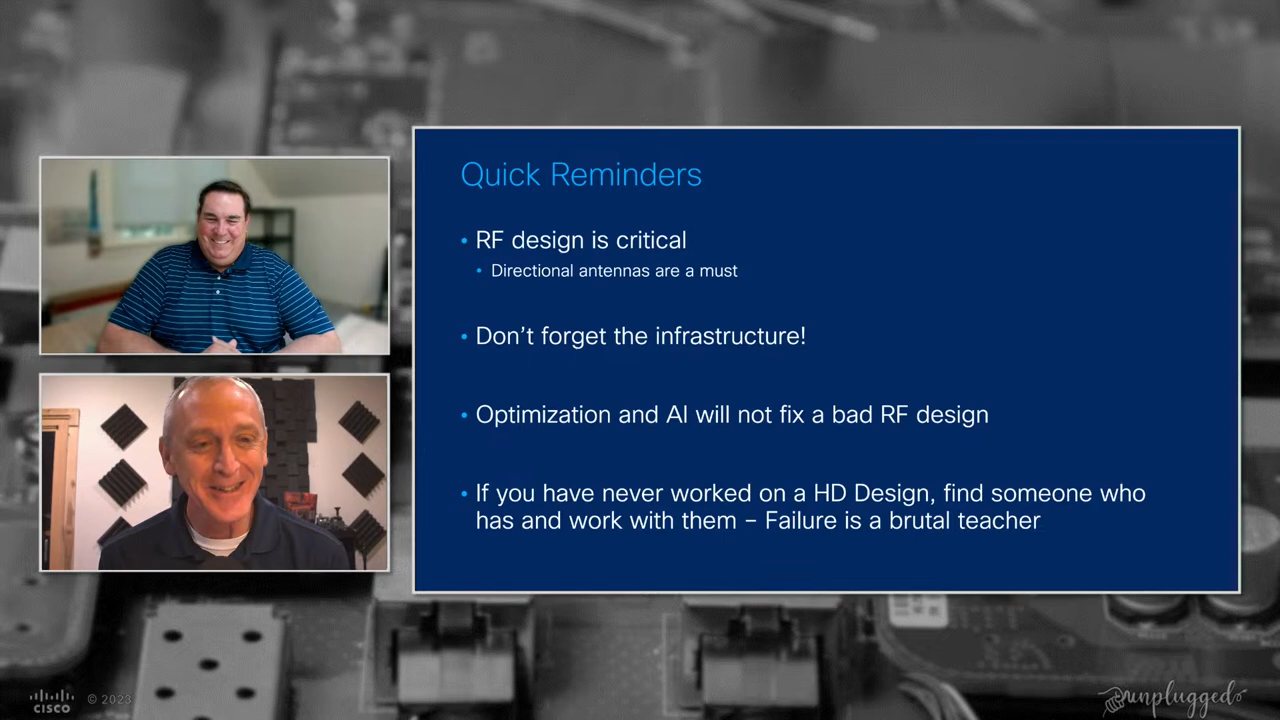 Quick Reminders
• RF design is critical
• Directional antennas are a must
• Don’t forget the infrastructure!
• Optimization and AI will not fix a bad RF design
• If you have never worked on a HD Design, find someone who
has and work with them – Failure is a brutal teacher
CISCO © 2023
unplugged